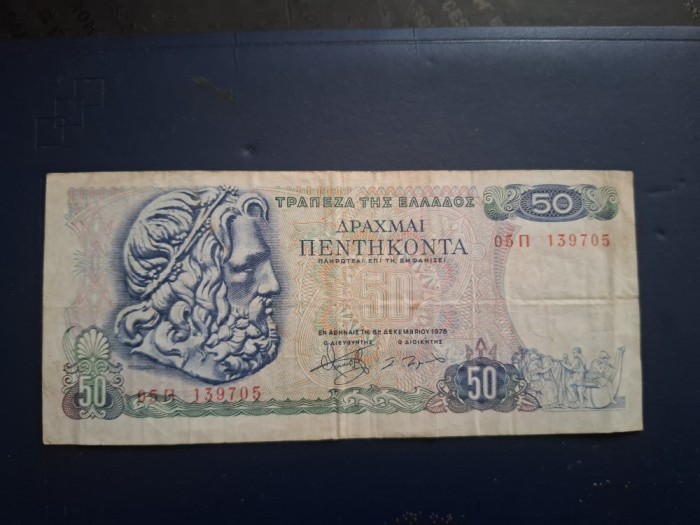 ΤΡΑΠΕΖΑ ΤΗΣ ΕΛΛΑΔΟΣ
50
ΔΡΑΧΜΑΙ
ΠΕΝΤΗΚΟΝΤΑ
05Π 139705
ΠΛΗΡΩΤΕΑΙ ΕΠΙ ΤΗ ΕΜΦΑΝΙΣΕΙ
50
ΕΝ ΑΘΗΝΑΙΣ ΤΗ 8Η ΔΕΚΕΜΒΡΙΟΥ 1978
Ο ΔΙΕΥΘΥΝΤΗΣ Ο ΔΙΟΙΚΗΤΗΣ
50
05Π 139705
50